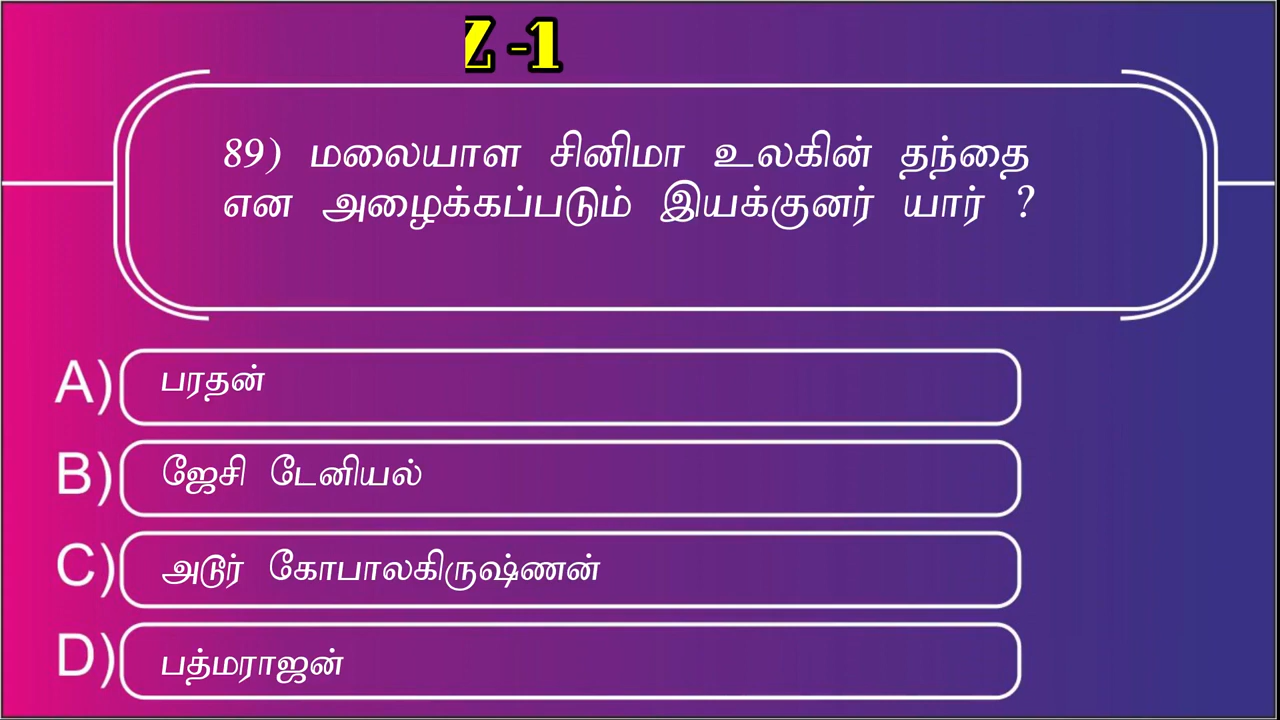 Z -1
89) மலையாள சினிமா உலகின் தந்தை
என அழைக்கப்படும் இயக்குனர் யார் ?
A) பரதன்
B) ஜேசி டேனியல்
C) அடூர் கோபாலகிருஷ்ணன்
D) பத்மராஜன்